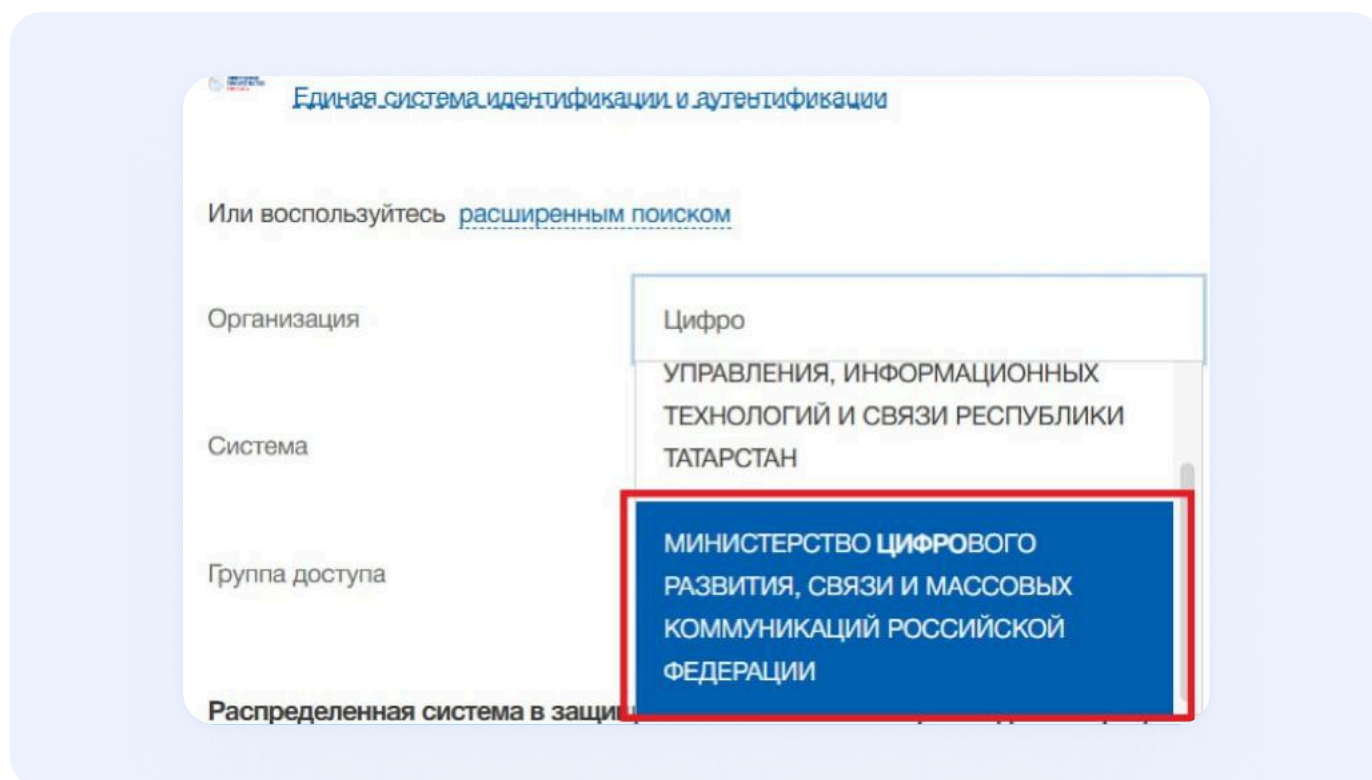 Единая система идентификации и аутентификации
Или воспользуйтесь расширенным поиском
Организация
Цифро
УПРАВЛЕНИЯ, ИНФОРМАЦИОННЫХ
ТЕХНОЛОГИЙ И СВЯЗИ РЕСПУБЛИКИ
ТАТАРСТАН
Система
МИНИСТЕРСТВО ЦИФРОВОГО
РАЗВИТИЯ, СВЯЗИ И МАССОВЫХ
КОММУНИКАЦИЙ РОССИЙСКОЙ
ФЕДЕРАЦИИ
Группа доступа
Распределенная система в